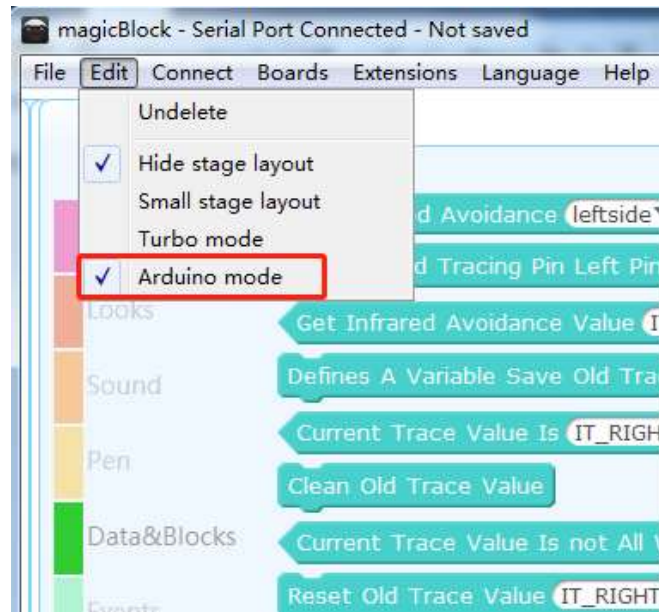 magicBlock - Serial Port Connected - Not saved
File Edit Connect Boards Extensions Language Help
Undelete
Hide stage layout
Small stage layout
Turbo mode
Arduino mode
d Avoidance leftside
d Tracing Pin Left Pin
Looks
Get Infrared Avoidance Value
Sound
Defines A Variable Save Old Tra
Current Trace Value Is IT_RIGH
Pen
Clean Old Trace Value
Data&Blocks
Current Trace Value Is not All
Reset Old Trace Value IT_RIGHT
Events